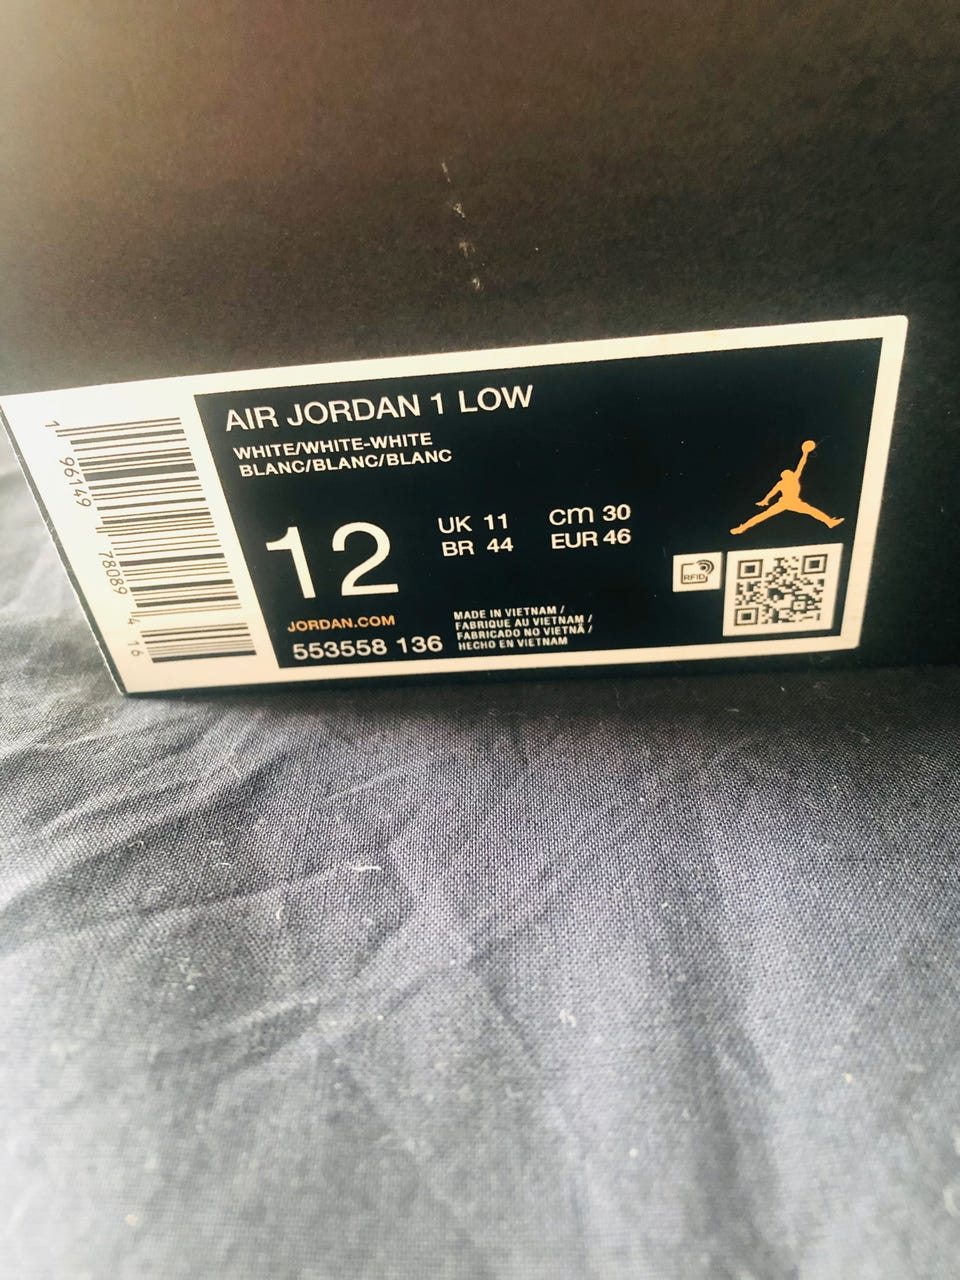 AIR JORDAN 1 LOW
WHITE/WHITE-WHITE
BLANC/BLANC/BLANC
12
UK 11
BR 44
cm 30
EUR 46
JORDAN.COM
553558 136
MADE IN VIETNAM /
FABRIQUE AU VIETNAM /
FABRICADO NO VIETNÃ /
HECHO EN VIETNAM
RFID
1 96149 78089 4 16